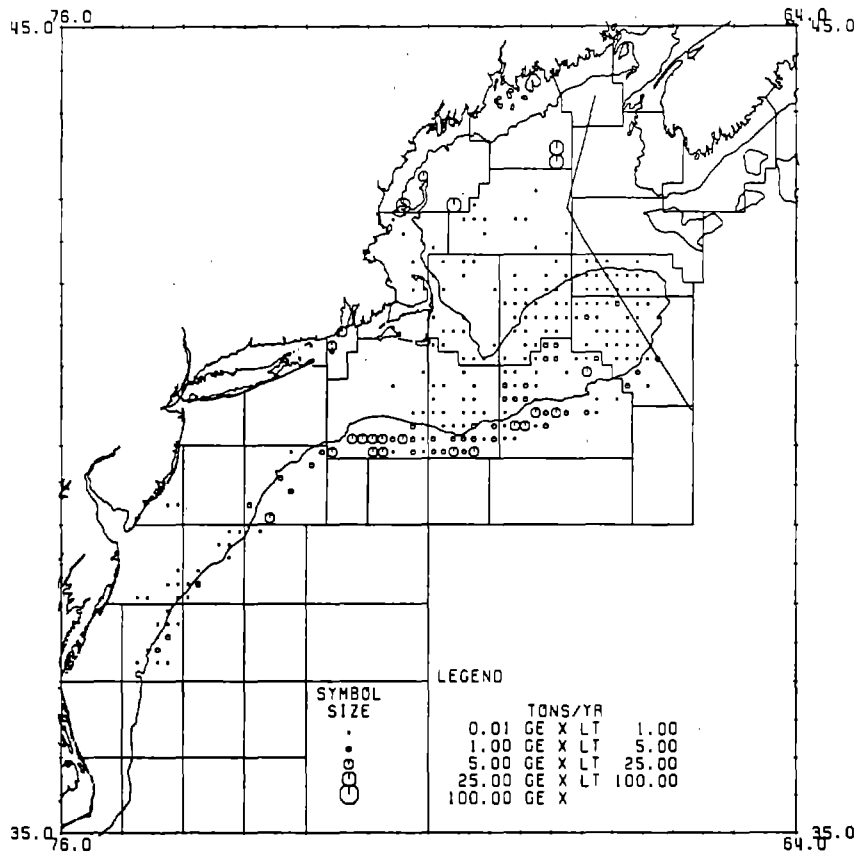 76.0
64.0
45.0
45.0
LEGEND
SYMBOL
SIZE
TONS/YR
0.01 GE X LT 1.00
1.00 GE X LT 5.00
5.00 GE X LT 25.00
25.00 GE X LT 100.00
100.00 GE X
35.0
35.0
76.0
64.0